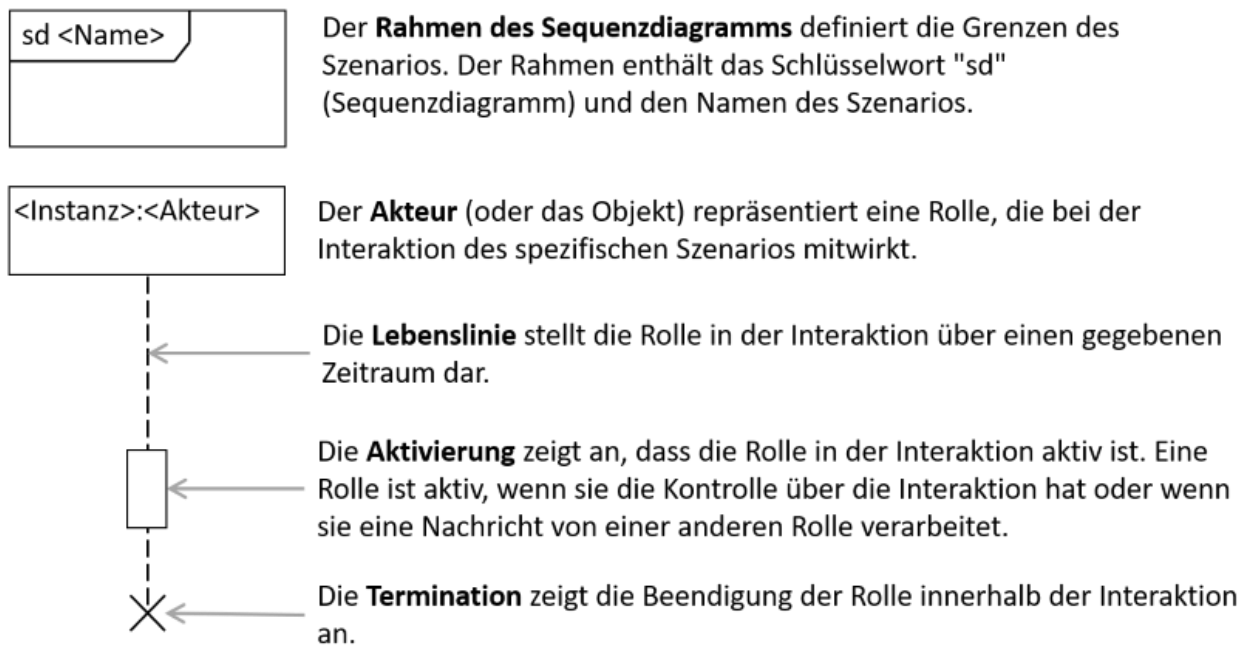 sd <Name>
Der Rahmen des Sequenzdiagramms definiert die Grenzen des
Szenarios. Der Rahmen enthält das Schlüsselwort "sd"
(Sequenzdiagramm) und den Namen des Szenarios.
<Instanz>:<Akteur>
Der Akteur (oder das Objekt) repräsentiert eine Rolle, die bei der
Interaktion des spezifischen Szenarios mitwirkt.
Die Lebenslinie stellt die Rolle in der Interaktion über einen gegebenen
Zeitraum dar.
Die Aktivierung zeigt an, dass die Rolle in der Interaktion aktiv ist. Eine
Rolle ist aktiv, wenn sie die Kontrolle über die Interaktion hat oder wenn
sie eine Nachricht von einer anderen Rolle verarbeitet.
Die Termination zeigt die Beendigung der Rolle innerhalb der Interaktion
an.